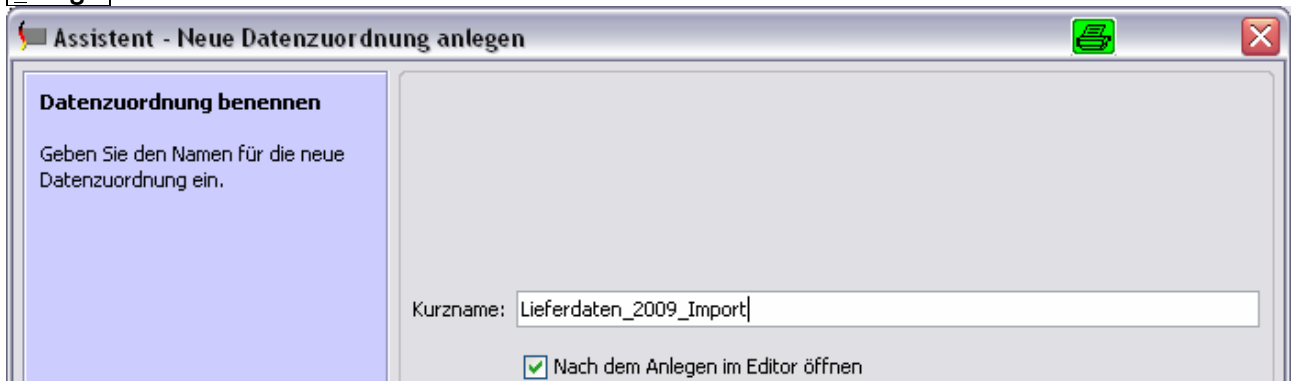 Assistent - Neue Datenzuordnung anlegen
Datenzuordnung benennen
Geben Sie den Namen für die neue
Datenzuordnung ein.
Kurzname: Lieferdaten_2009_Import
Nach dem Anlegen im Editor öffnen